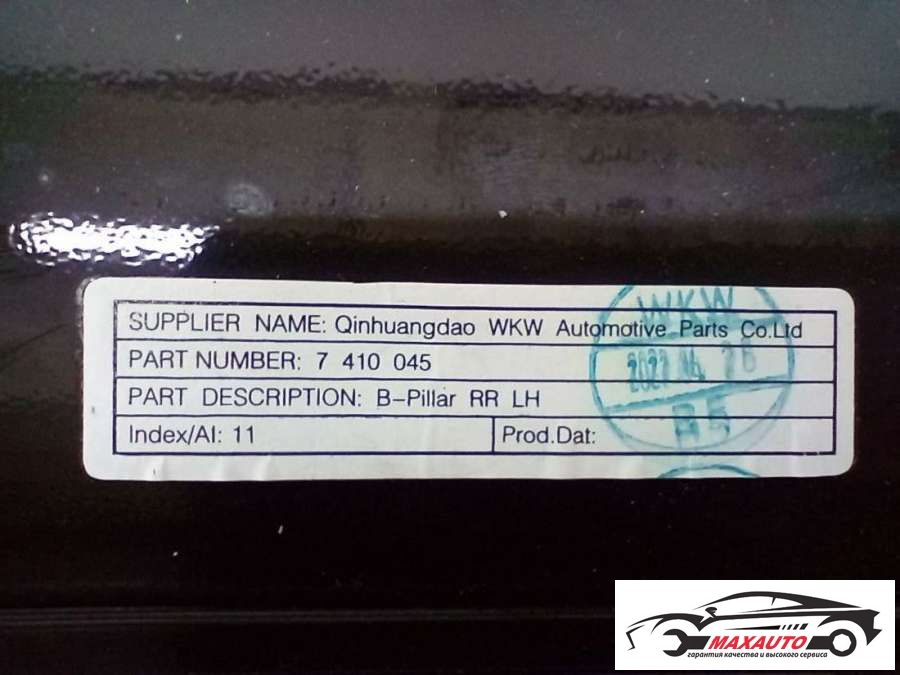 SUPPLIER NAME: Qinhuangdao WKW Automotive Parts Co.Ltd
PART NUMBER: 7 410 045
PART DESCRIPTION: B-Pillar RR LH
Index/AI: 11
Prod.Dat:
WKW
MAXAUTO
гарантия качества и высокого сервиса